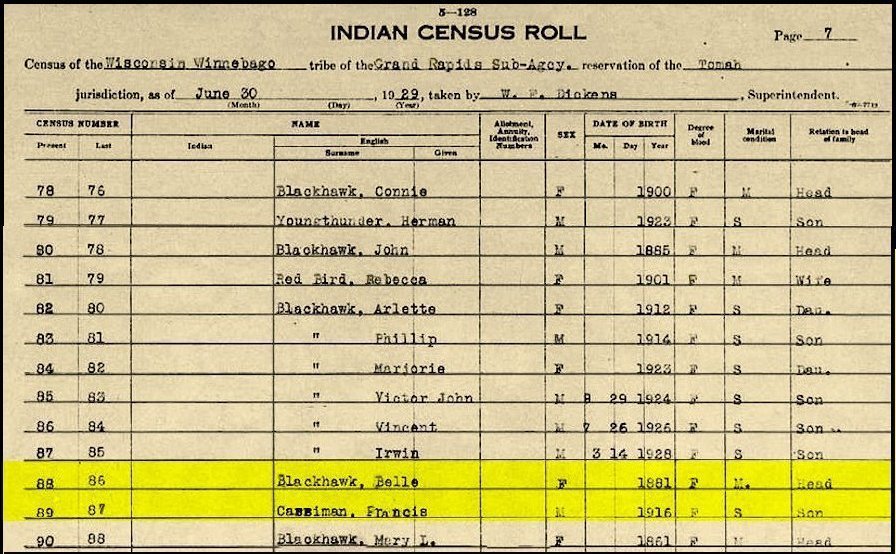 5—128
INDIAN CENSUS ROLL Page 7
Census of the Wisconsin Winnebago tribe of the Grand Rapids Sub-Agcy. reservation of the Tomah
jurisdiction, as of June 30, 1929, taken by W. F. Dickens, Superintendent.
(Month) (Day) (Year)
CENSUS NUMBER NAME Allotment, Annuity, Identification Numbers SEX DATE OF BIRTH Degree of blood Marital condition Relation to head of family
Present Last Indian English Mo. Day Year
Surname Given
78 76 Blackhawk, Connie F 1900 F M Head
79 77 Youngthunder, Herman M 1923 F S Son
80 78 Blackhawk, John M 1885 F M Head
81 79 Red Bird, Rebecca F 1901 F M Wife
82 80 Blackhawk, Arlette F 1912 F S Dau.
83 81 " Phillip M 1914 F S Son
84 82 " Marjorie F 1923 F S Dau.
85 83 " Victor John M 8 29 1924 F S Son
86 84 " Vincent M 7 26 1926 F S Son
87 85 " Irwin M 3 14 1928 F S Son
88 86 Blackhawk, Belle F 1881 F M. Head
89 87 Cassiman, Francis M 1916 F S Son
90 88 Blackhawk, Mary L. F 1861 F M Head